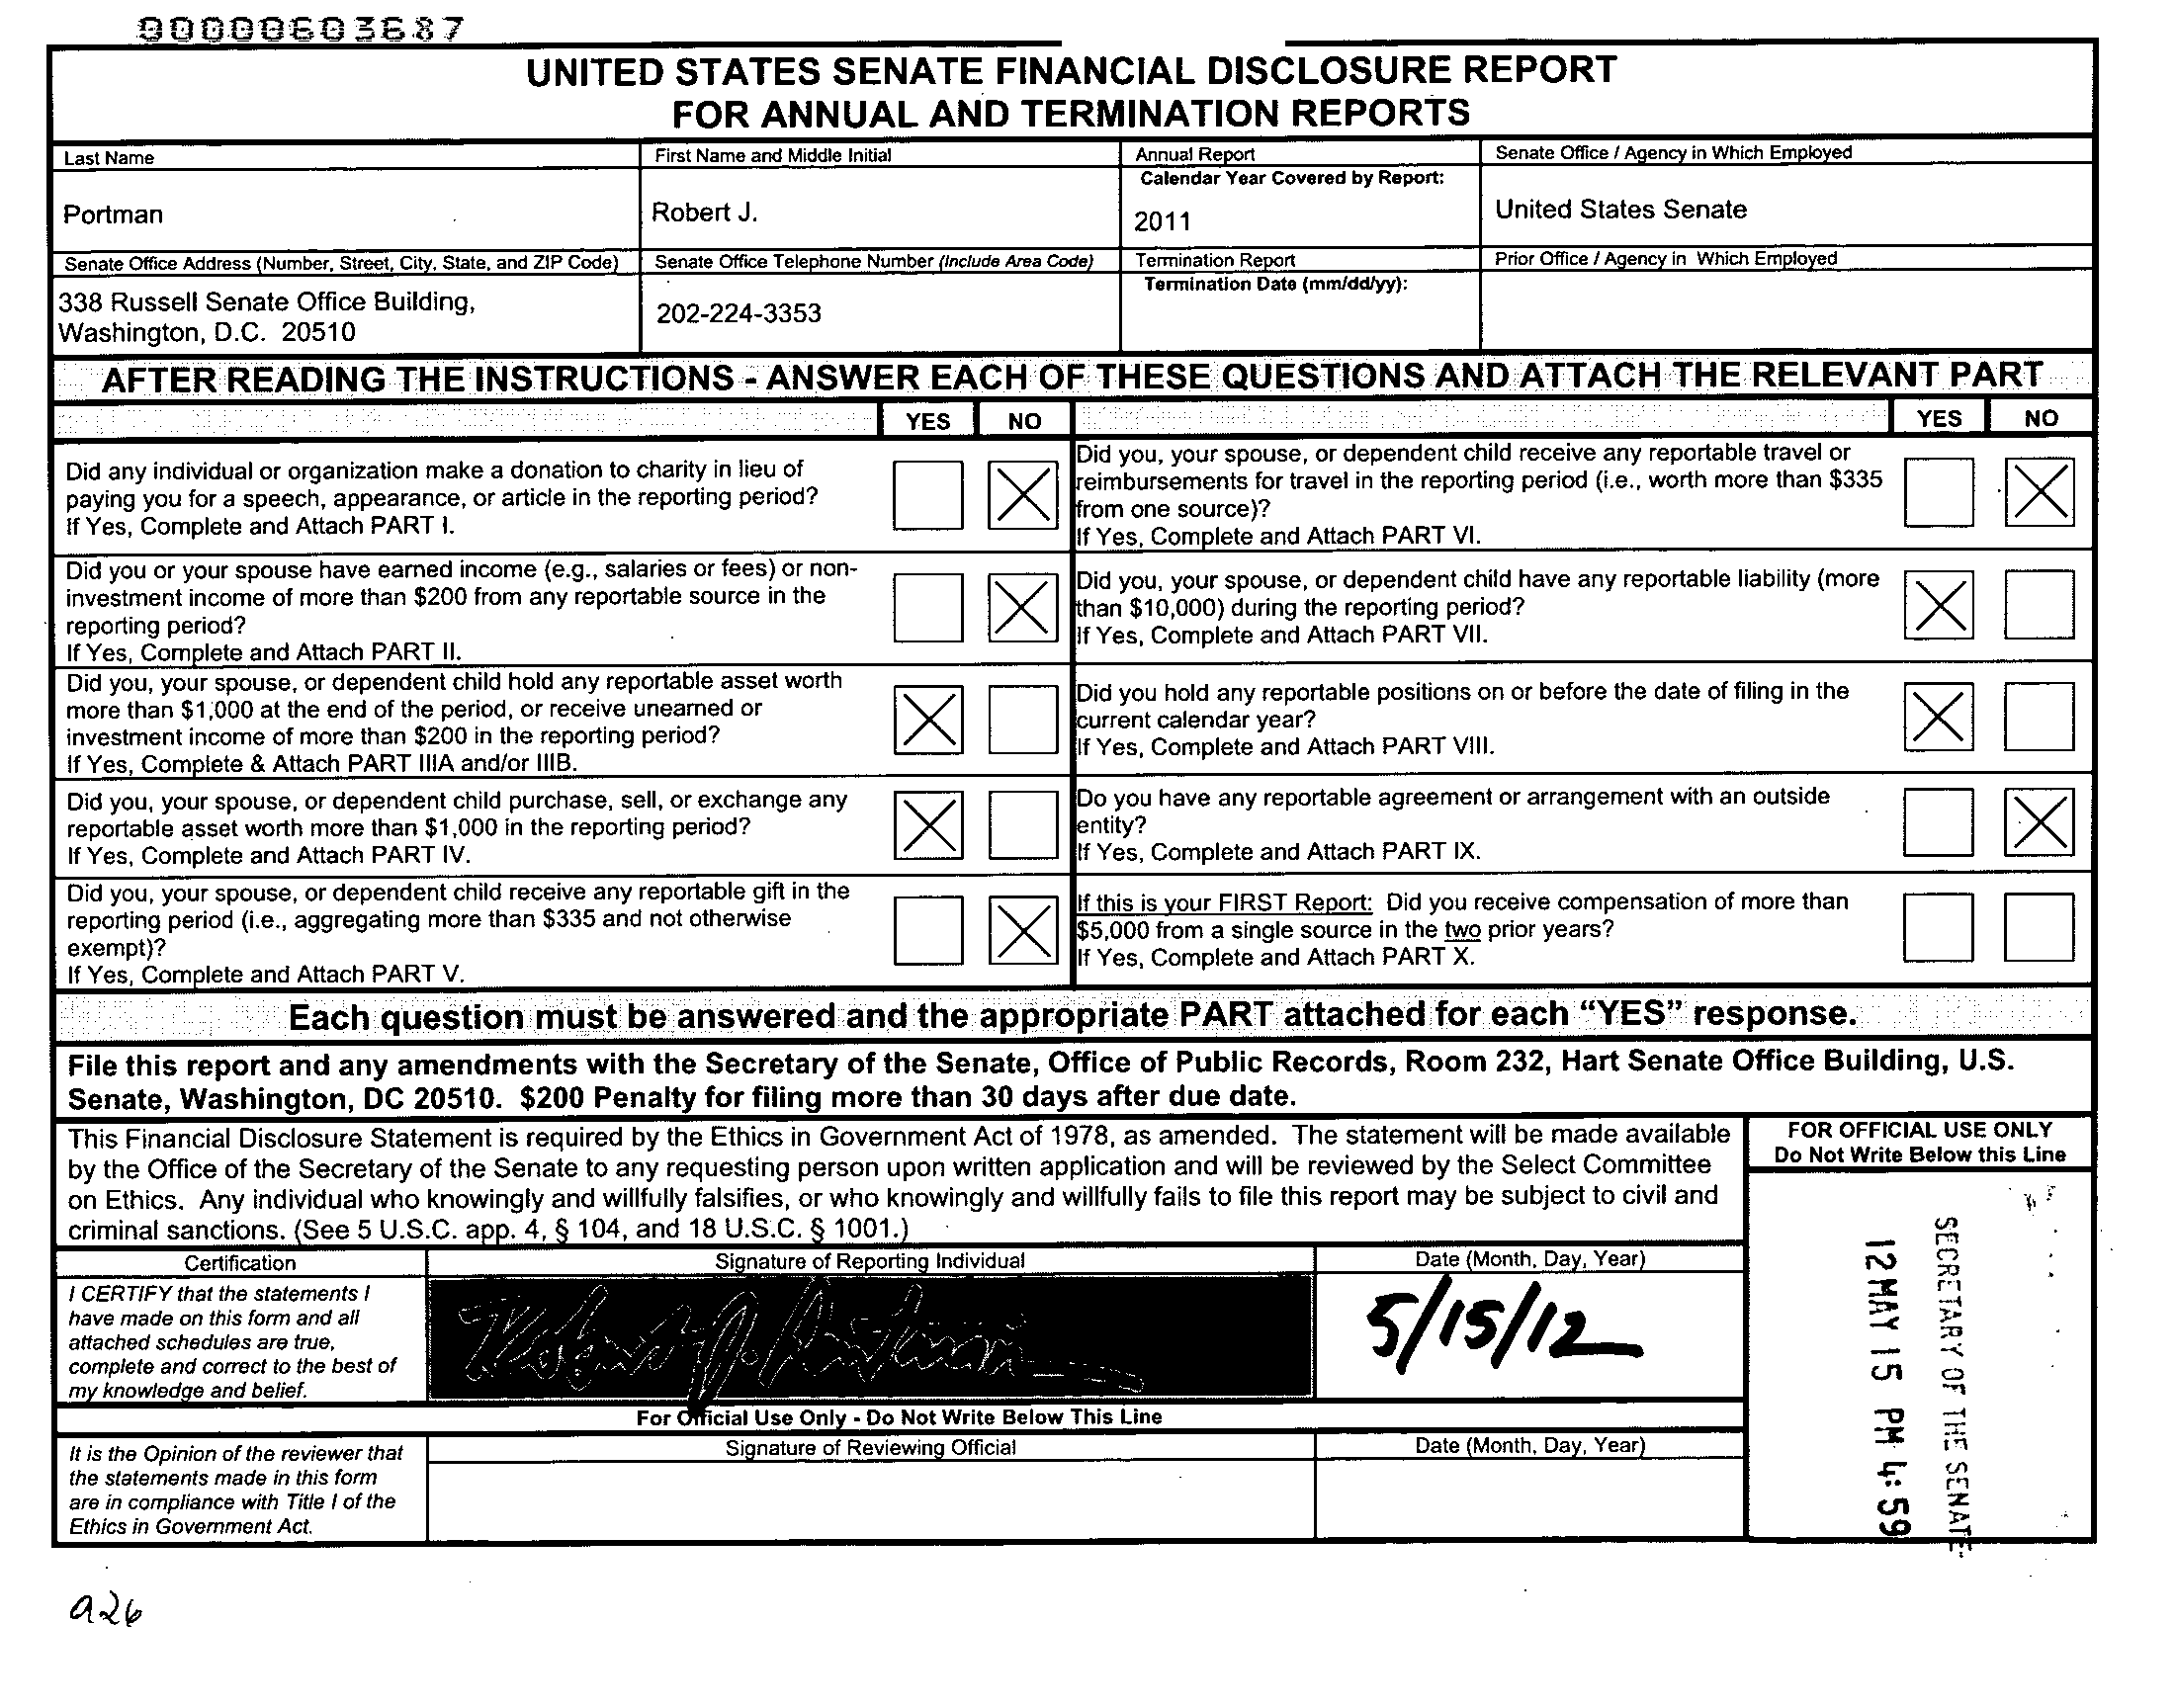 00000603687
UNITED STATES SENATE FINANCIAL DISCLOSURE REPORT
FOR ANNUAL AND TERMINATION REPORTS
Last Name
First Name and Middle Initial
Annual Report
Senate Office / Agency in Which Employed
Calendar Year Covered by Report:
Portman
Robert J.
2011
United States Senate
Senate Office Address (Number, Street, City, State, and ZIP Code)
Senate Office Telephone Number (Include Area Code)
Termination Report
Prior Office / Agency in Which Employed
Termination Date (mm/dd/yy):
338 Russell Senate Office Building,
Washington, D.C. 20510
202-224-3353
AFTER READING THE INSTRUCTIONS - ANSWER EACH OF THESE QUESTIONS AND ATTACH THE RELEVANT PART
YES NO
YES NO
Did any individual or organization make a donation to charity in lieu of
paying you for a speech, appearance, or article in the reporting period?
If Yes, Complete and Attach PART I.
Did you, your spouse, or dependent child receive any reportable travel or
reimbursements for travel in the reporting period (i.e., worth more than $335
from one source)?
If Yes, Complete and Attach PART VI.
Did you or your spouse have earned income (e.g., salaries or fees) or non-
investment income of more than $200 from any reportable source in the
reporting period?
If Yes, Complete and Attach PART II.
Did you, your spouse, or dependent child have any reportable liability (more
than $10,000) during the reporting period?
If Yes, Complete and Attach PART VII.
Did you, your spouse, or dependent child hold any reportable asset worth
more than $1,000 at the end of the period, or receive unearned or
investment income of more than $200 in the reporting period?
If Yes, Complete & Attach PART IIIA and/or IIIB.
Did you hold any reportable positions on or before the date of filing in the
current calendar year?
If Yes, Complete and Attach PART VIII.
Did you, your spouse, or dependent child purchase, sell, or exchange any
reportable asset worth more than $1,000 in the reporting period?
If Yes, Complete and Attach PART IV.
Do you have any reportable agreement or arrangement with an outside
entity?
If Yes, Complete and Attach PART IX.
Did you, your spouse, or dependent child receive any reportable gift in the
reporting period (i.e., aggregating more than $335 and not otherwise
exempt)?
If Yes, Complete and Attach PART V.
If this is your FIRST Report: Did you receive compensation of more than
$5,000 from a single source in the two prior years?
If Yes, Complete and Attach PART X.
Each question must be answered and the appropriate PART attached for each “YES” response.
File this report and any amendments with the Secretary of the Senate, Office of Public Records, Room 232, Hart Senate Office Building, U.S.
Senate, Washington, DC 20510. $200 Penalty for filing more than 30 days after due date.
This Financial Disclosure Statement is required by the Ethics in Government Act of 1978, as amended. The statement will be made available
by the Office of the Secretary of the Senate to any requesting person upon written application and will be reviewed by the Select Committee
on Ethics. Any individual who knowingly and willfully falsifies, or who knowingly and willfully fails to file this report may be subject to civil and
criminal sanctions. (See 5 U.S.C. app. 4, § 104, and 18 U.S.C. § 1001.)
FOR OFFICIAL USE ONLY
Do Not Write Below this Line
Certification
Signature of Reporting Individual
Date (Month, Day, Year)
I CERTIFY that the statements I
have made on this form and all
attached schedules are true,
complete and correct to the best of
my knowledge and belief.
Robert J. Portman
5/15/12
For Official Use Only - Do Not Write Below This Line
It is the Opinion of the reviewer that
the statements made in this form
are in compliance with Title I of the
Ethics in Government Act.
Signature of Reviewing Official
Date (Month, Day, Year)
SECRETARY OF THE SENATE
12 MAY 15 PM 4:59
a26